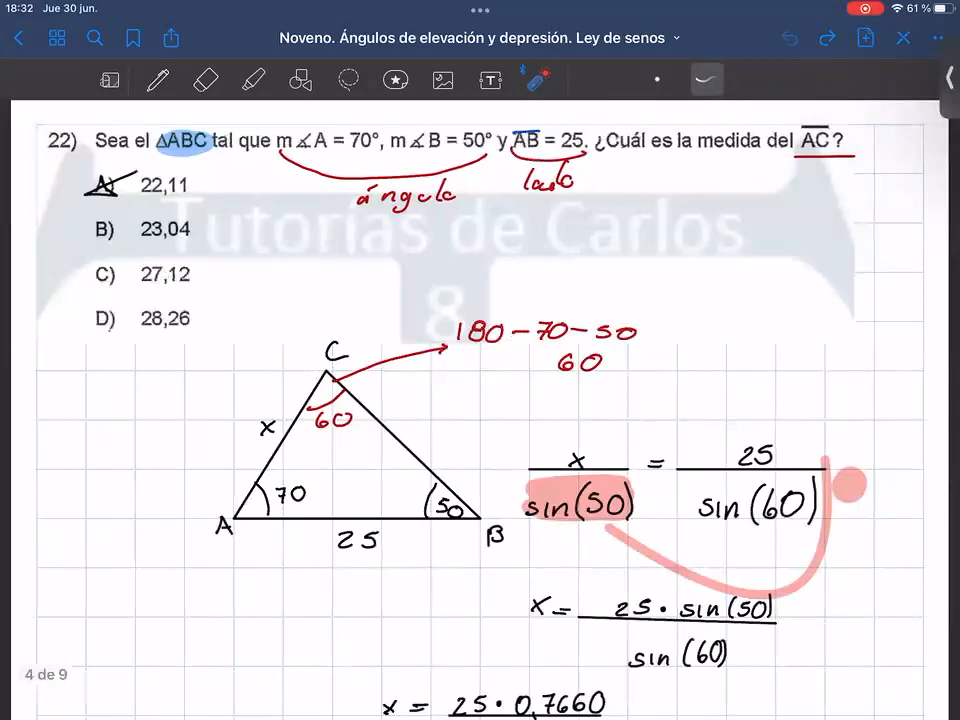 18:32 Jue 30 jun. 61 %
Noveno. Ángulos de elevación y depresión. Ley de senos
22) Sea el △ABC tal que m∡A = 70°, m∡B = 50° y AB = 25. ¿Cuál es la medida del AC?
ángulo lado
A) 22,11
B) 23,04
C) 27,12
D) 28,26
Tutorías de Carlos
8
180 - 70 - 50
60
C
60
x
70
50
A
25
B
x = 25
sin(50) sin(60)
x = 25 · sin(50)
sin(60)
4 de 9
x = 25 · 0,7660